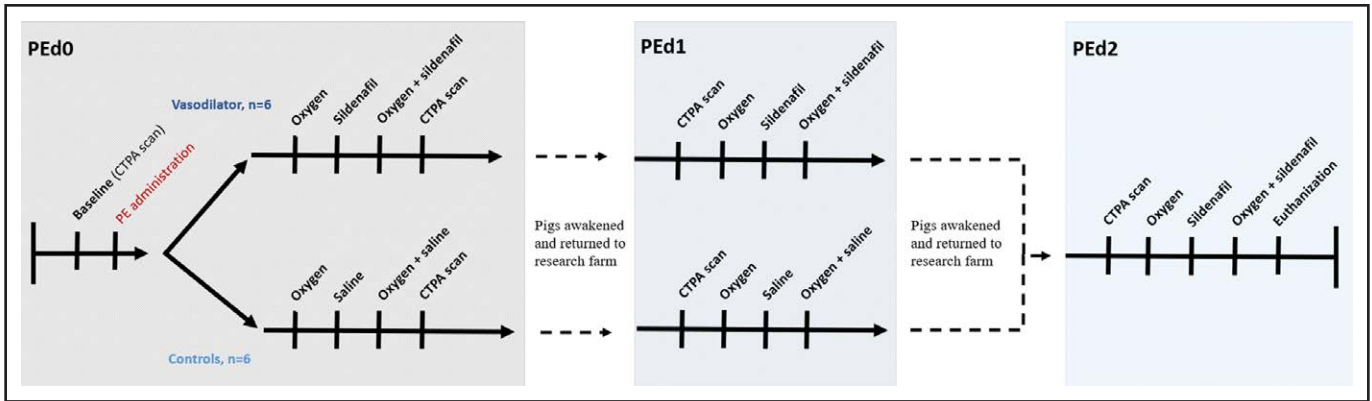 PEd0
Vasodilator, n=6
Baseline (CTPA scan)
PE administration
Oxygen
Sildenafil
Oxygen + sildenafil
CTPA scan
Controls, n=6
Oxygen
Saline
Oxygen + saline
CTPA scan
Pigs awakened
and returned to
research farm
PEd1
CTPA scan
Oxygen
Sildenafil
Oxygen + sildenafil
CTPA scan
Oxygen
Saline
Oxygen + saline
Pigs awakened
and returned to
research farm
PEd2
CTPA scan
Oxygen
Sildenafil
Oxygen + sildenafil
Euthanization